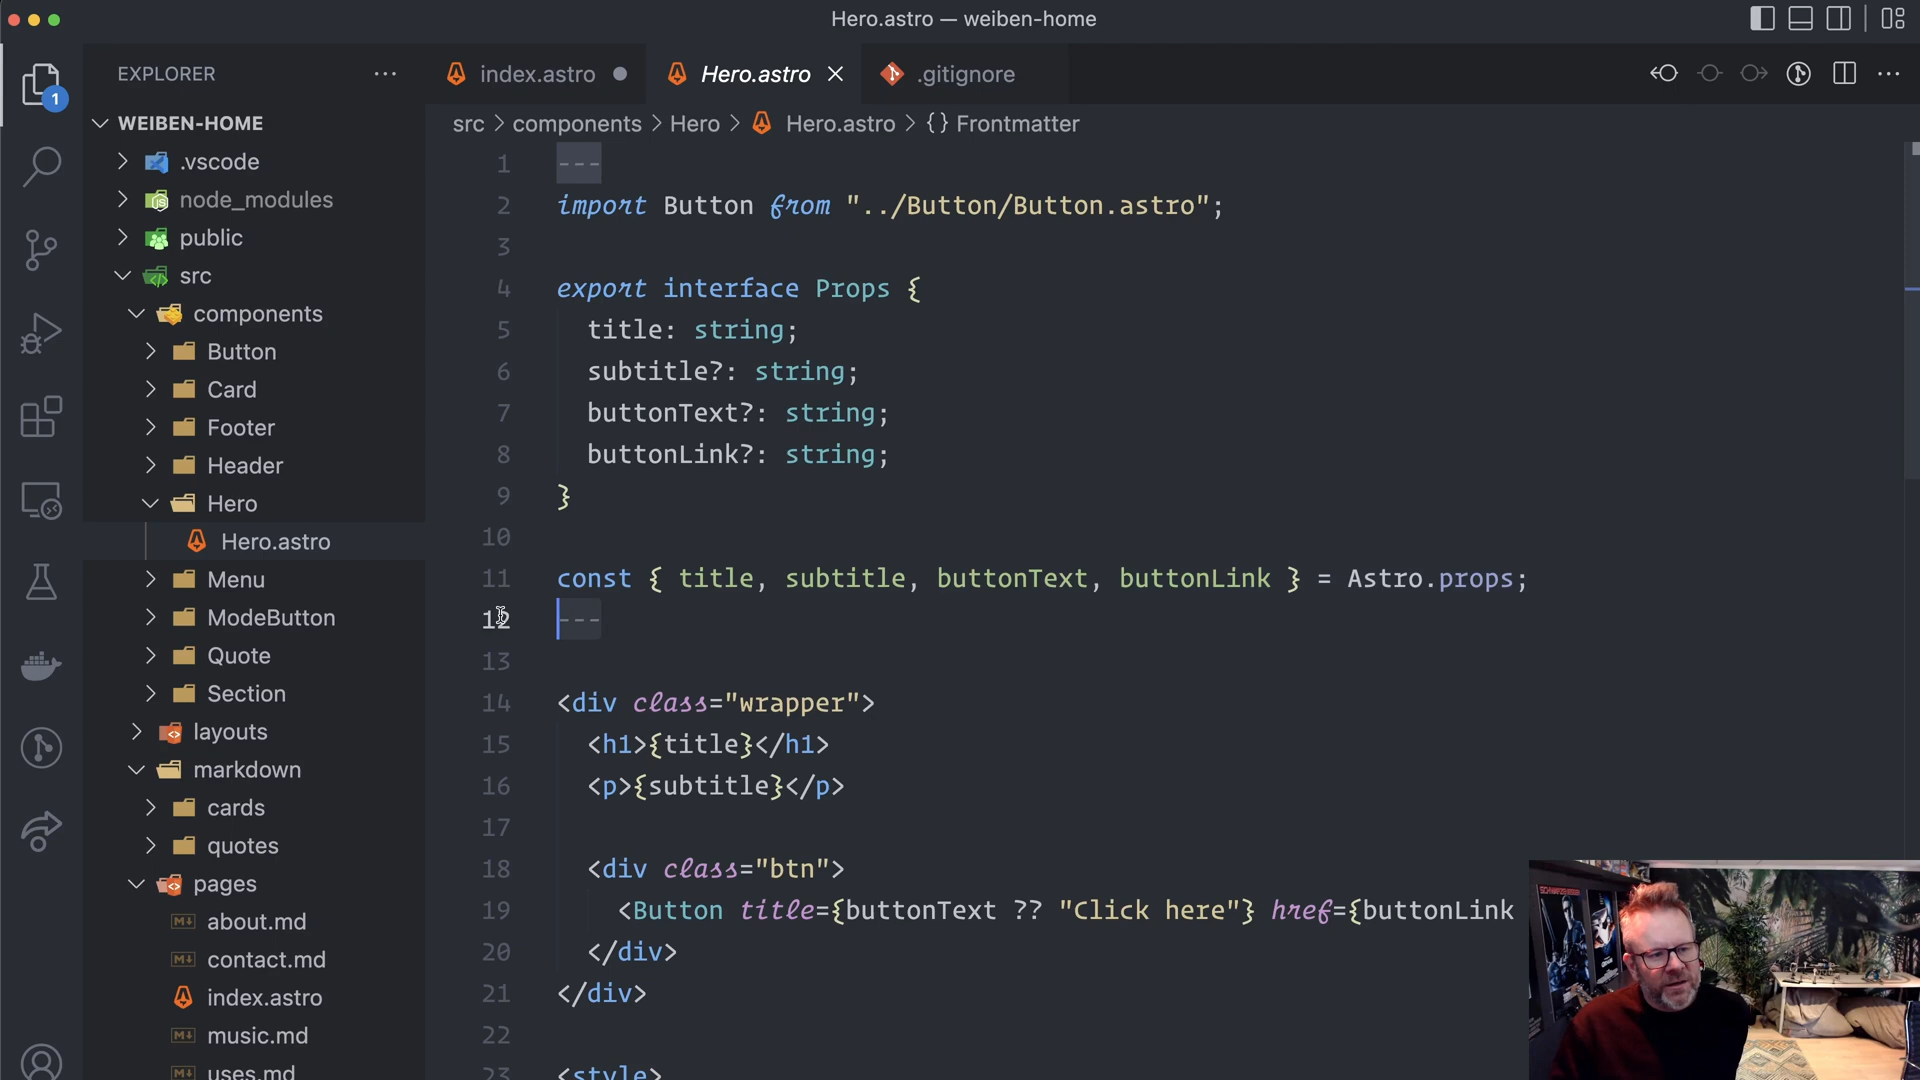 Hero.astro — weiben-home
EXPLORER
index.astro
Hero.astro
.gitignore
1
WEIBEN-HOME
.vscode
node_modules
public
src
components
Button
Card
Footer
Header
Hero
Hero.astro
Menu
ModeButton
Quote
Section
layouts
markdown
cards
quotes
pages
about.md
contact.md
index.astro
music.md
uses.md
src > components > Hero > Hero.astro > {} Frontmatter
1 ---
2 import Button from "../Button/Button.astro";
3
4 export interface Props {
5 title: string;
6 subtitle?: string;
7 buttonText?: string;
8 buttonLink?: string;
9 }
10
11 const { title, subtitle, buttonText, buttonLink } = Astro.props;
12 ---
13
14 <div class="wrapper">
15 <h1>{title}</h1>
16 <p>{subtitle}</p>
17
18 <div class="btn">
19 <Button title={buttonText ?? "Click here"} href={buttonLink
20 </div>
21 </div>
22
23 <style>